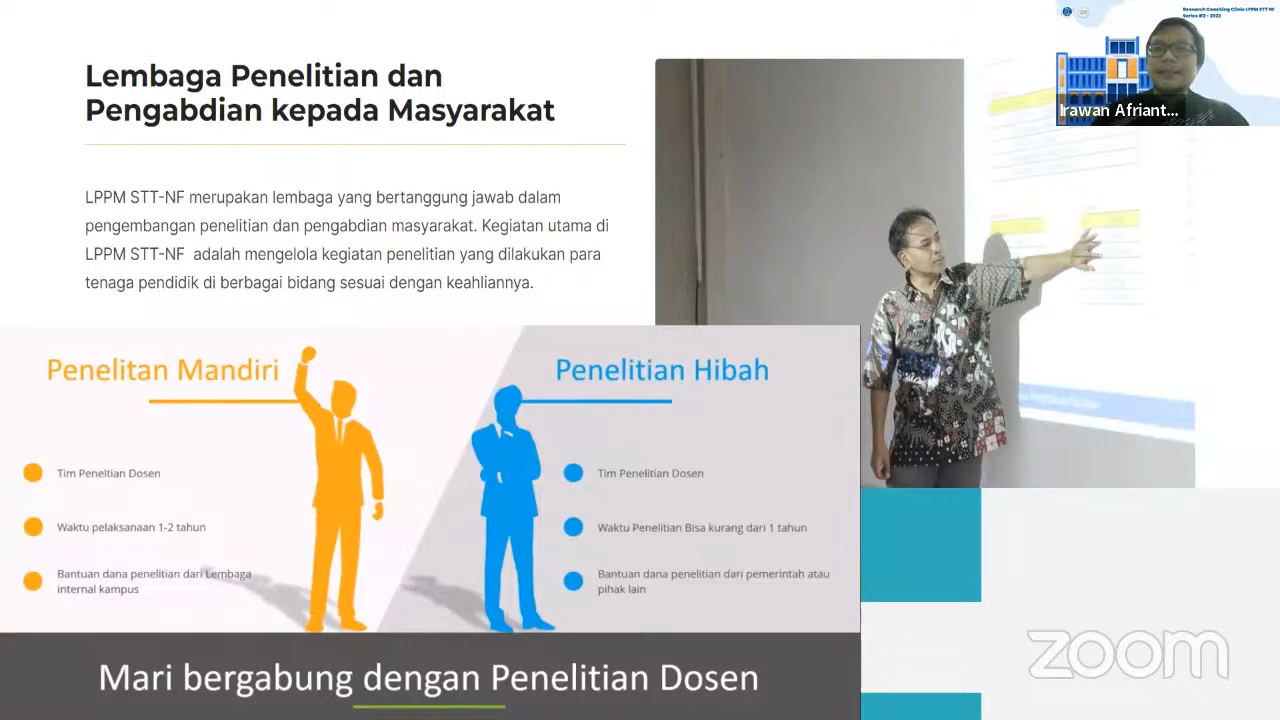 Research Coaching Clinic LPPM STT NF
Series #2 - 2022
Irawan Afriant...
Lembaga Penelitian dan
Pengabdian kepada Masyarakat
LPPM STT-NF merupakan lembaga yang bertanggung jawab dalam
pengembangan penelitian dan pengabdian masyarakat. Kegiatan utama di
LPPM STT-NF adalah mengelola kegiatan penelitian yang dilakukan para
tenaga pendidik di berbagai bidang sesuai dengan keahliannya.
Penelitan Mandiri
Tim Peneltian Dosen
Waktu pelaksanaan 1-2 tahun
Bantuan dana penelitian dari Lembaga
internal kampus
Penelitian Hibah
Tim Penelitian Dosen
Waktu Penelitian Bisa kurang dari 1 tahun
Bantuan dana penelitian dari pemerintah atau
pihak lain
Mari bergabung dengan Penelitian Dosen
zoom